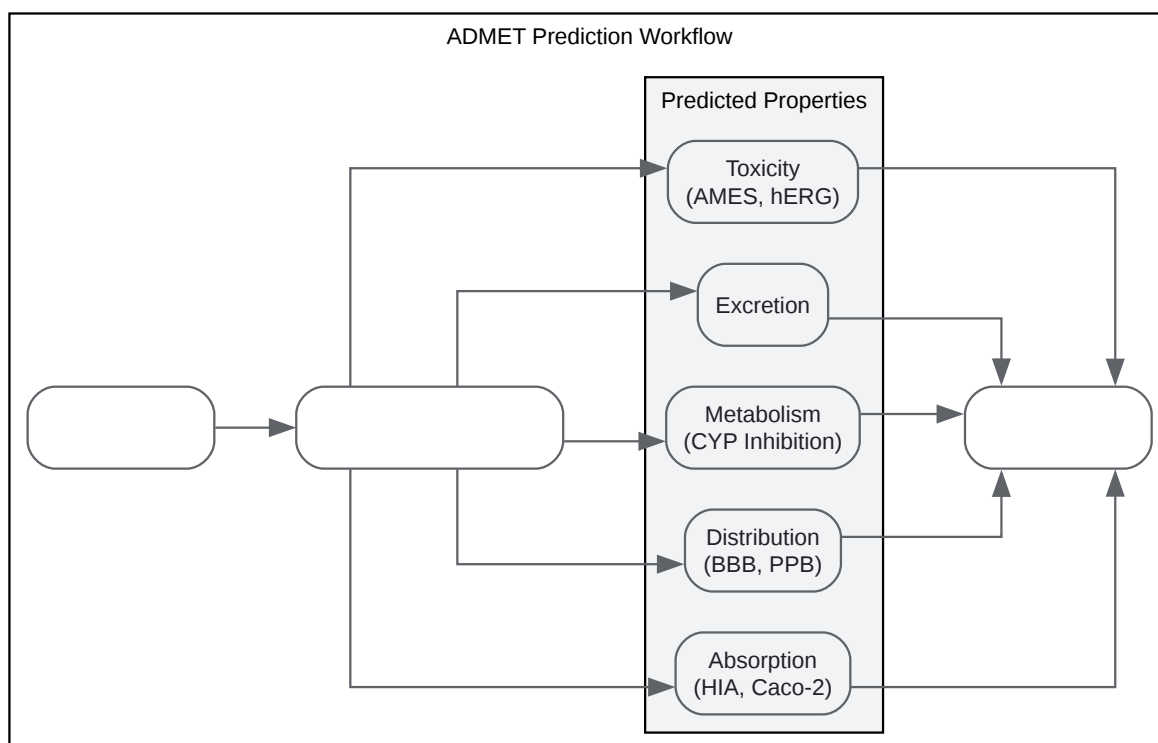 ADMET Prediction Workflow
Predicted Properties
Toxicity
(AMES, hERG)
Excretion
Metabolism
(CYP Inhibition)
Distribution
(BBB, PPB)
Absorption
(HIA, Caco-2)